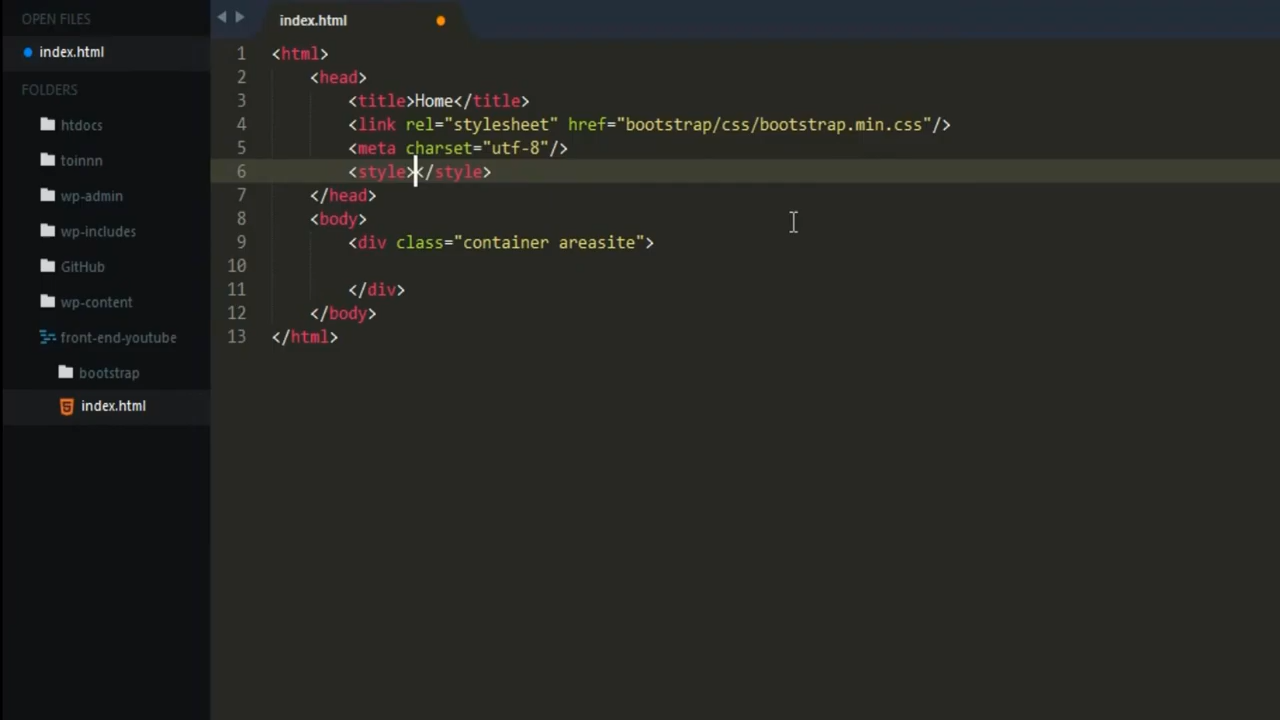 OPEN FILES
index.html
FOLDERS
htdocs
toinnn
wp-admin
wp-includes
GitHub
wp-content
front-end-youtube
bootstrap
index.html
index.html
1 <html>
2 <head>
3 <title>Home</title>
4 <link rel="stylesheet" href="bootstrap/css/bootstrap.min.css"/>
5 <meta charset="utf-8"/>
6 <style></style>
7 </head>
8 <body>
9 <div class="container areasite">
10
11 </div>
12 </body>
13 </html>